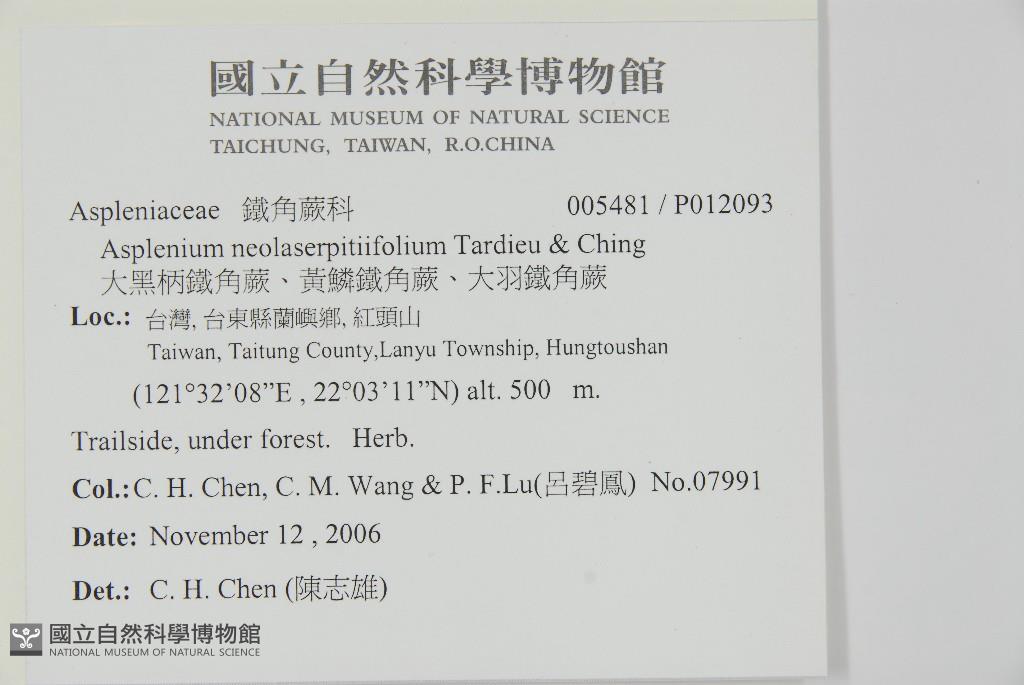 國立自然科學博物館
NATIONAL MUSEUM OF NATURAL SCIENCE
TAICHUNG, TAIWAN, R.O.CHINA
Aspleniaceae 鐵角蕨科 005481 / P012093
Asplenium neolaserpitiifolium Tardieu & Ching
大黑柄鐵角蕨、黃鱗鐵角蕨、大羽鐵角蕨
Loc.: 台灣, 台東縣蘭嶼鄉, 紅頭山
Taiwan, Taitung County,Lanyu Township, Hungtoushan
(121°32’08”E , 22°03’11”N) alt. 500 m.
Trailside, under forest. Herb.
Col.: C. H. Chen, C. M. Wang & P. F.Lu(呂碧鳳) No.07991
Date: November 12 , 2006
Det.: C. H. Chen (陳志雄)
國立自然科學博物館
NATIONAL MUSEUM OF NATURAL SCIENCE